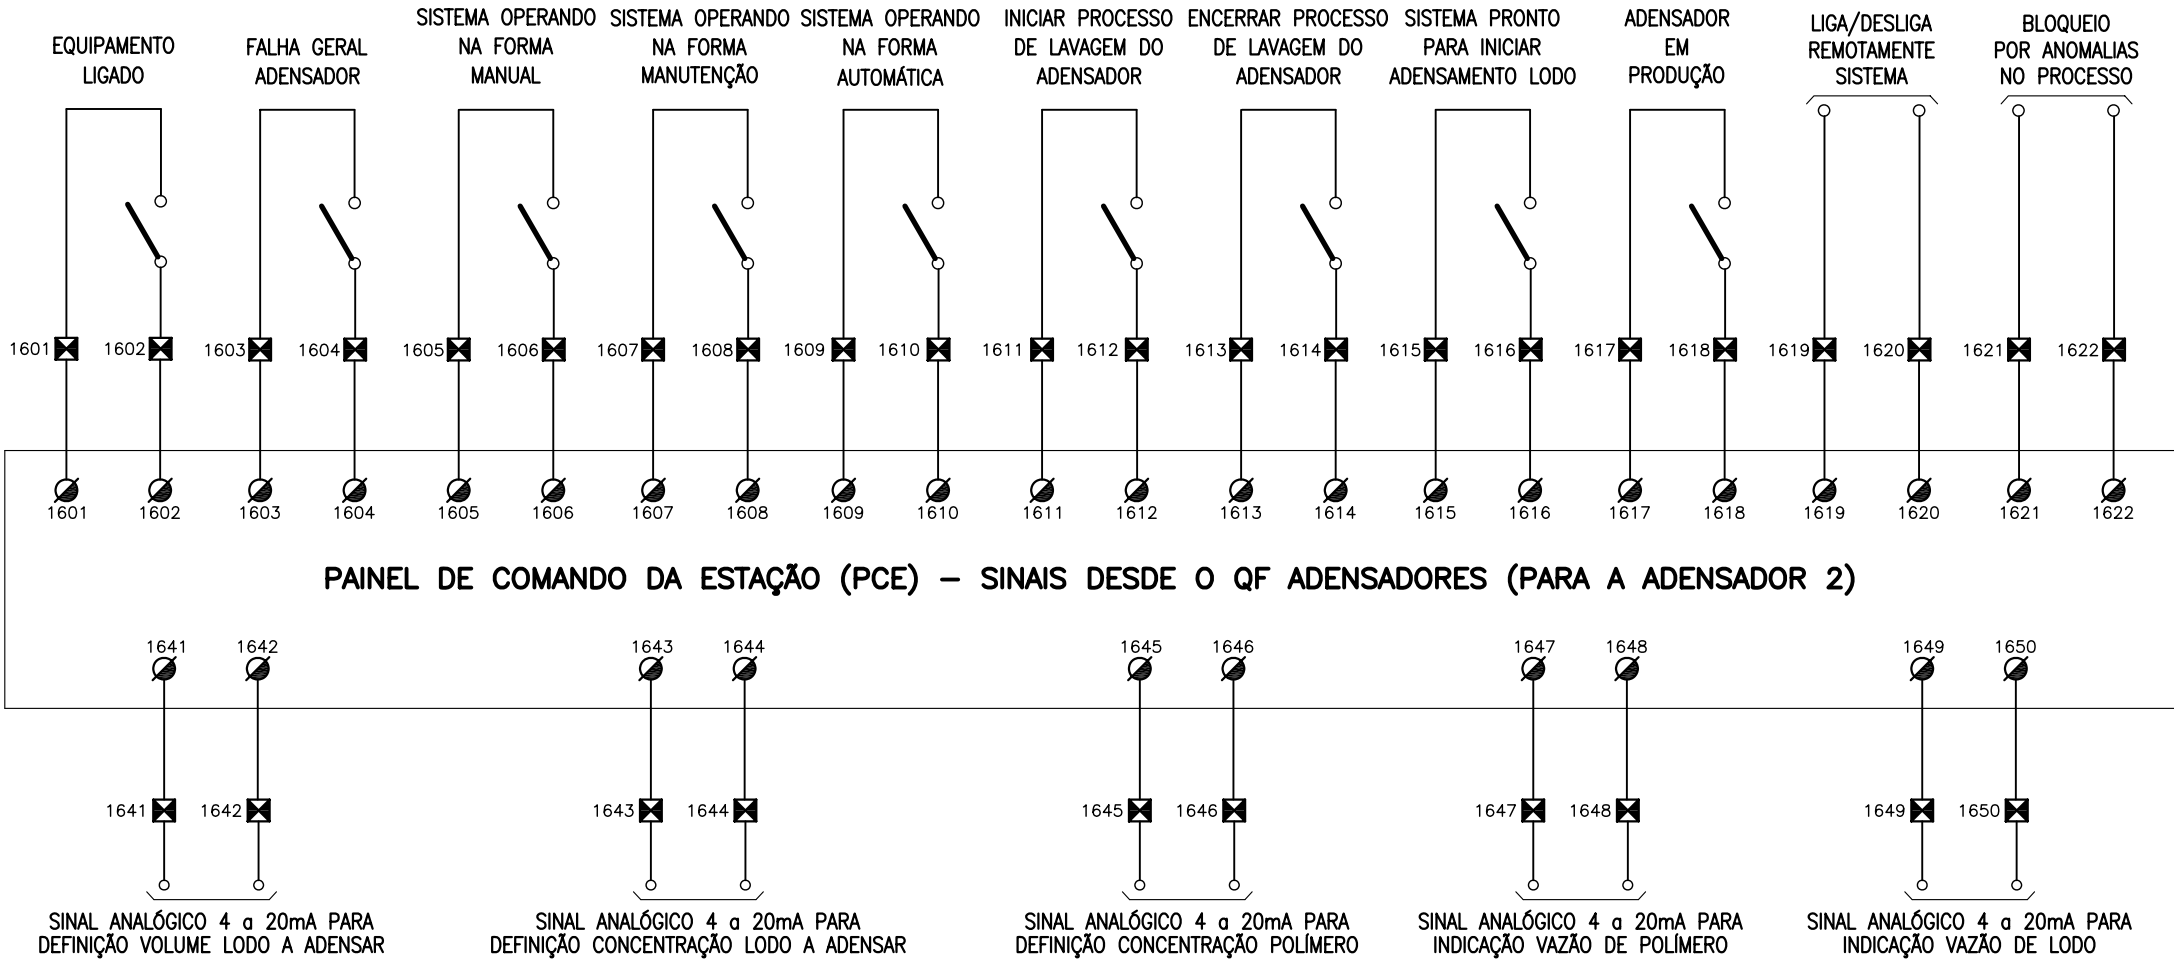 EQUIPAMENTO
LIGADO
FALHA GERAL
ADENSADOR
SISTEMA OPERANDO
NA FORMA
MANUAL
SISTEMA OPERANDO
NA FORMA
MANUTENÇÃO
SISTEMA OPERANDO
NA FORMA
AUTOMÁTICA
INICIAR PROCESSO
DE LAVAGEM DO
ADENSADOR
ENCERRAR PROCESSO
DE LAVAGEM DO
ADENSADOR
SISTEMA PRONTO
PARA INICIAR
ADENSAMENTO LODO
ADENSADOR
EM
PRODUÇÃO
LIGA/DESLIGA
REMOTAMENTE
SISTEMA
BLOQUEIO
POR ANOMALIAS
NO PROCESSO
1601 1602 1603 1604 1605 1606 1607 1608 1609 1610 1611 1612 1613 1614 1615 1616 1617 1618 1619 1620 1621 1622
1601 1602 1603 1604 1605 1606 1607 1608 1609 1610 1611 1612 1613 1614 1615 1616 1617 1618 1619 1620 1621 1622
PAINEL DE COMANDO DA ESTAÇÃO (PCE) – SINAIS DESDE O QF ADENSADORES (PARA A ADENSADOR 2)
1641 1642 1643 1644 1645 1646 1647 1648 1649 1650
1641 1642 1643 1644 1645 1646 1647 1648 1649 1650
SINAL ANALÓGICO 4 a 20mA PARA
DEFINIÇÃO VOLUME LODO A ADENSAR
SINAL ANALÓGICO 4 a 20mA PARA
DEFINIÇÃO CONCENTRAÇÃO LODO A ADENSAR
SINAL ANALÓGICO 4 a 20mA PARA
DEFINIÇÃO CONCENTRAÇÃO POLÍMERO
SINAL ANALÓGICO 4 a 20mA PARA
INDICAÇÃO VAZÃO DE POLÍMERO
SINAL ANALÓGICO 4 a 20mA PARA
INDICAÇÃO VAZÃO DE LODO